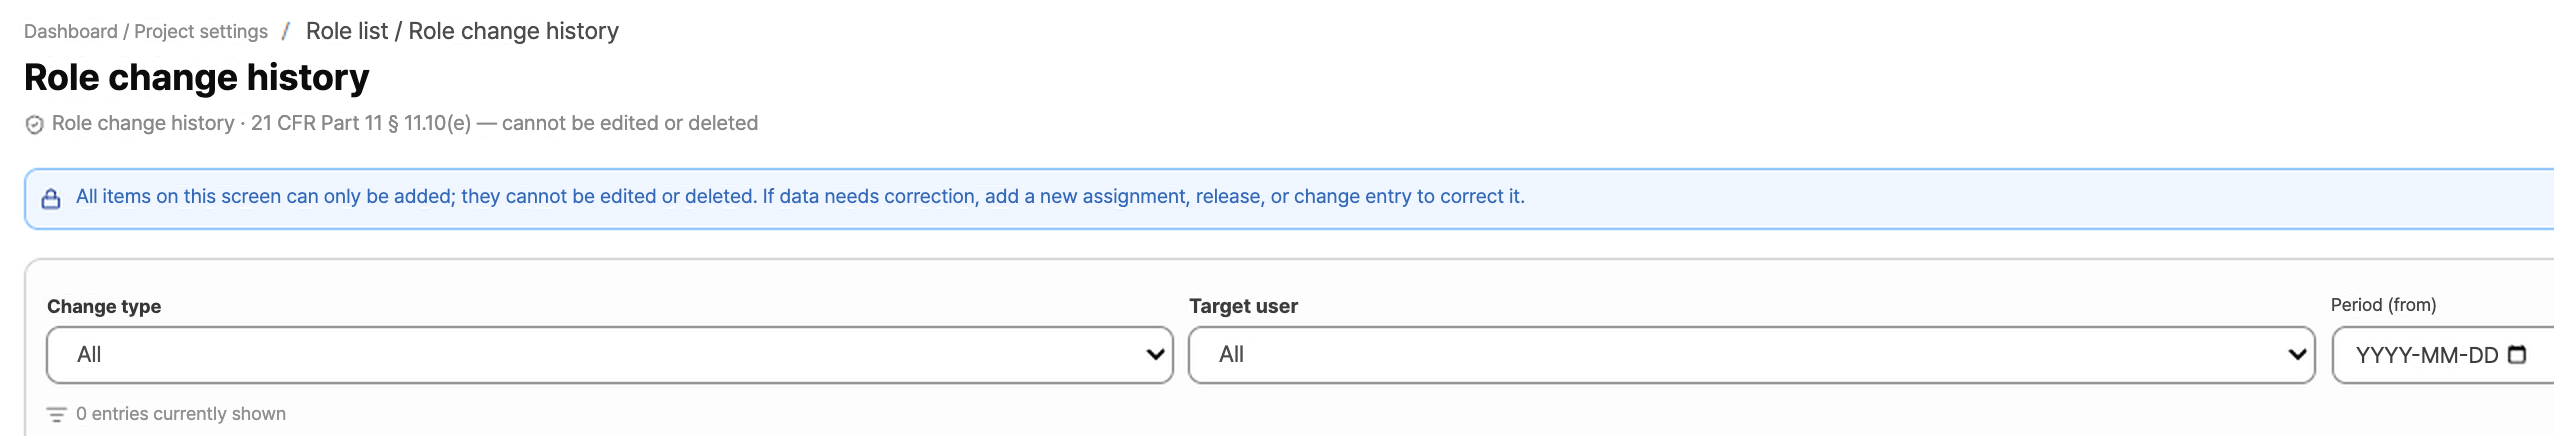 Dashboard / Project settings / Role list / Role change history
Role change history
Role change history · 21 CFR Part 11 § 11.10(e) — cannot be edited or deleted
All items on this screen can only be added; they cannot be edited or deleted. If data needs correction, add a new assignment, release, or change entry to correct it.
Change type Target user Period (from)
All All YYYY-MM-DD
0 entries currently shown